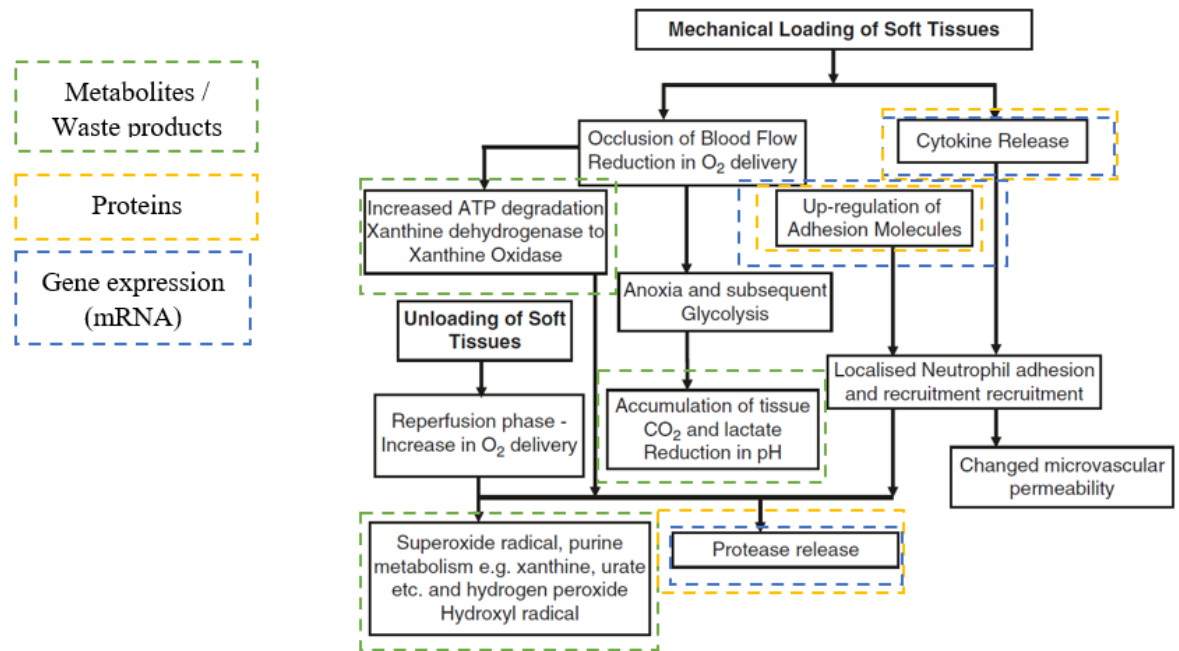 Metabolites /
Waste products
Proteins
Gene expression
(mRNA)
Mechanical Loading of Soft Tissues
Occlusion of Blood Flow
Reduction in O₂ delivery
Cytokine Release
Increased ATP degradation
Xanthine dehydrogenase to
Xanthine Oxidase
Up-regulation of
Adhesion Molecules
Anoxia and subsequent
Glycolysis
Unloading of Soft
Tissues
Localised Neutrophil adhesion
and recruitment recruitment
Reperfusion phase -
Increase in O₂ delivery
Accumulation of tissue
CO₂ and lactate
Reduction in pH
Changed microvascular
permeability
Superoxide radical, purine
metabolism e.g. xanthine, urate
etc. and hydrogen peroxide
Hydroxyl radical
Protease release